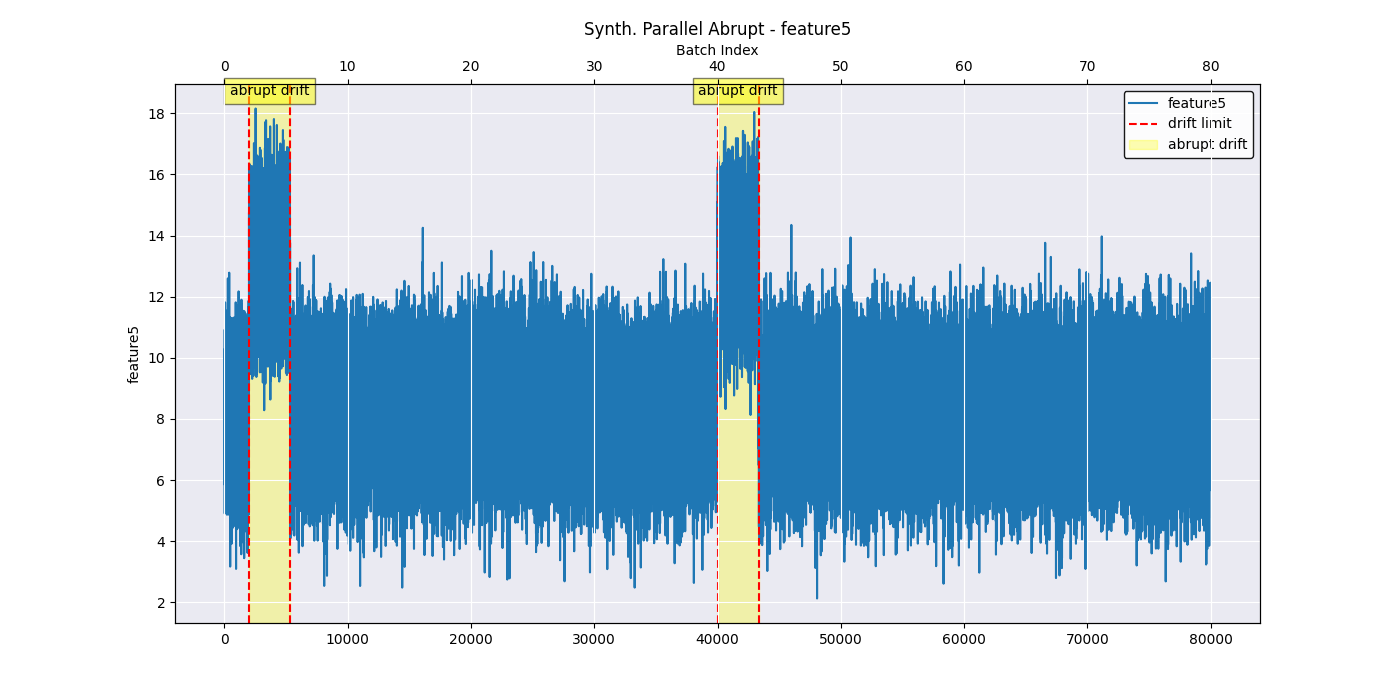 Synth. Parallel Abrupt - feature5
Batch Index
0 10 20 30 40 50 60 70 80
abrupt drift abrupt drift
feature5
drift limit
abrupt drift
18
16
14
12
10
8
6
4
2
feature5
0 10000 20000 30000 40000 50000 60000 70000 80000